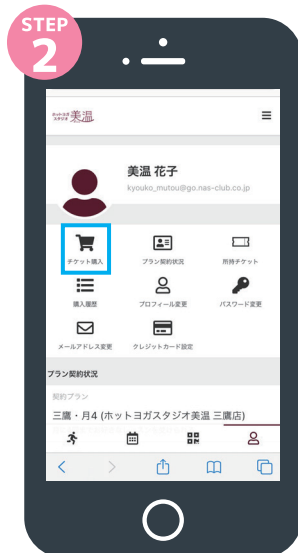 STEP
2
ホットヨガ
スタジオ 美温
美温 花子
kyouko_mutou@go.nas-club.co.jp
チケット購入
プラン契約状況
所持チケット
購入履歴
プロフィール変更
パスワード変更
メールアドレス変更
クレジットカード設定
プラン契約状況
契約プラン
三鷹・月4 (ホットヨガスタジオ美温 三鷹店)